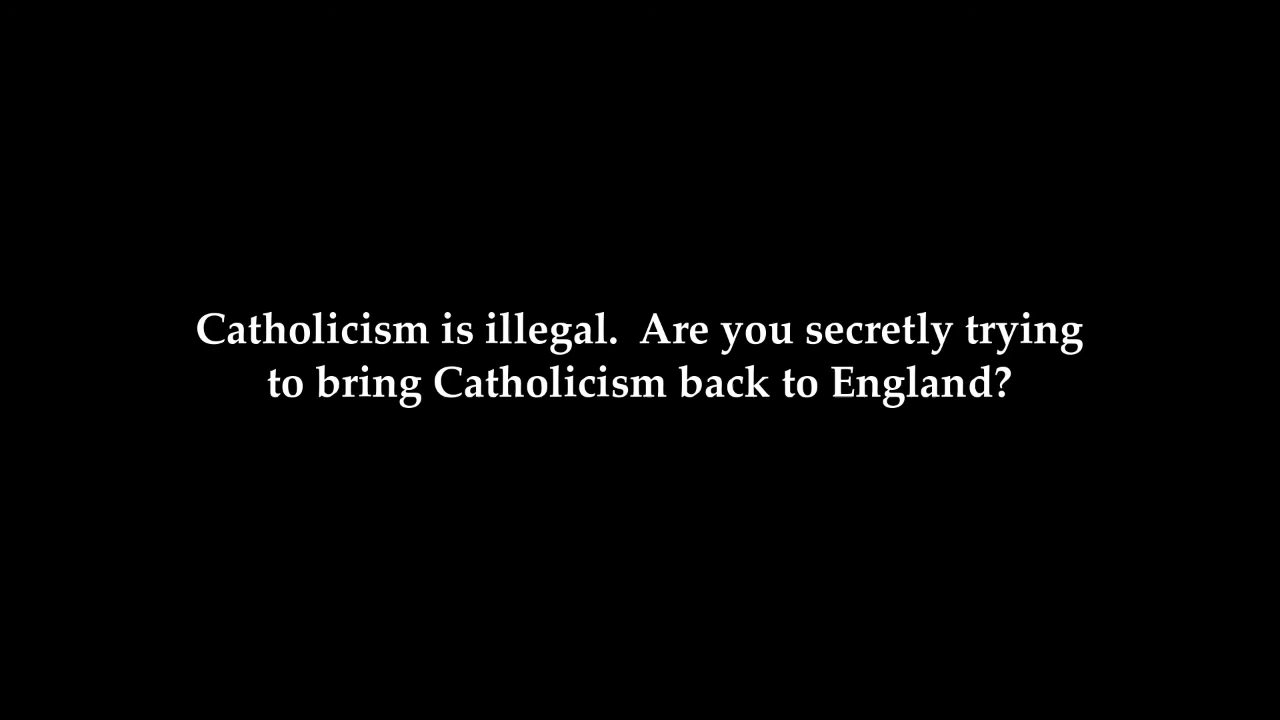 Catholicism is illegal.  Are you secretly trying
to bring Catholicism back to England?